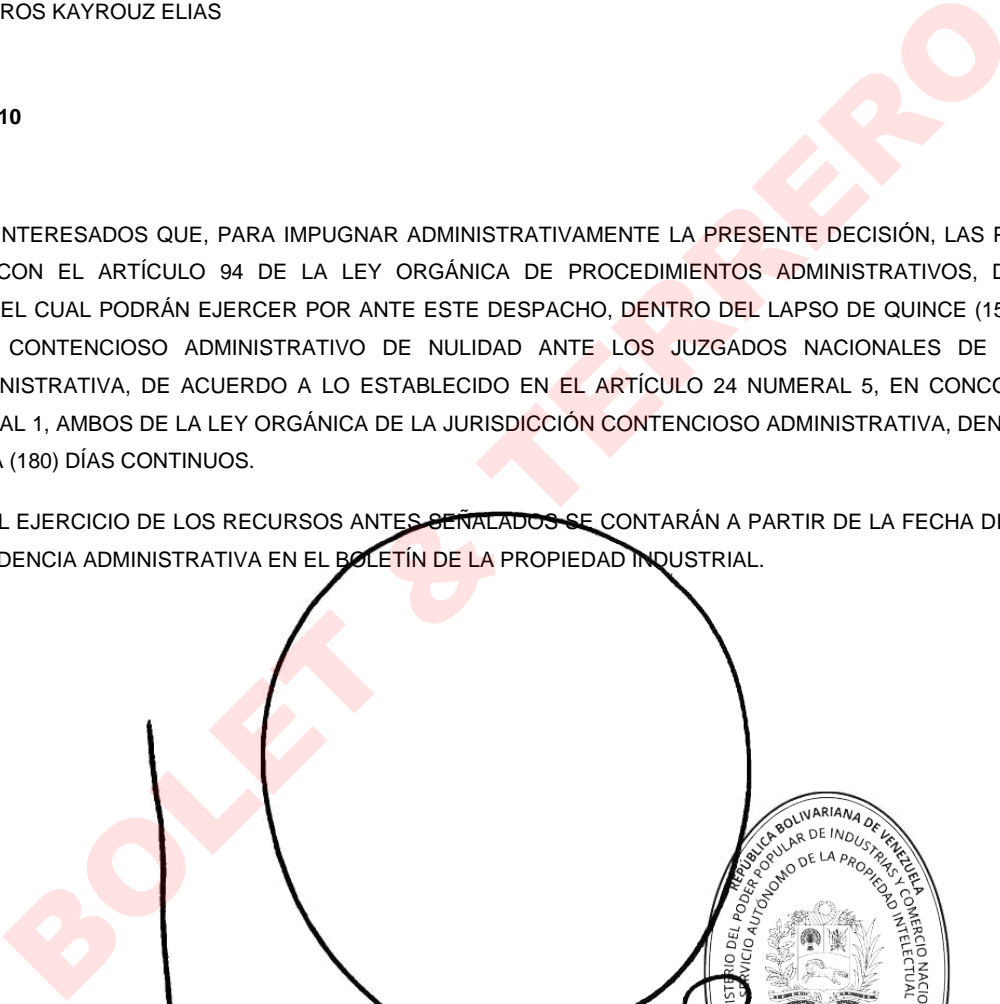 ROS KAYROUZ ELIAS
10
NTERESADOS QUE, PARA IMPUGNAR ADMINISTRATIVAMENTE LA PRESENTE DECISIÓN, LAS
CON EL ARTÍCULO 94 DE LA LEY ORGÁNICA DE PROCEDIMIENTOS ADMINISTRATIVOS,
EL CUAL PODRÁN EJERCER POR ANTE ESTE DESPACHO, DENTRO DEL LAPSO DE QUINCE (15
CONTENCIOSO ADMINISTRATIVO DE NULIDAD ANTE LOS JUZGADOS NACIONALES DE
NISTRATIVA, DE ACUERDO A LO ESTABLECIDO EN EL ARTÍCULO 24 NUMERAL 5, EN CONCO
AL 1, AMBOS DE LA LEY ORGÁNICA DE LA JURISDICCIÓN CONTENCIOSO ADMINISTRATIVA, DEN
A (180) DÍAS CONTINUOS.
L EJERCICIO DE LOS RECURSOS ANTES SEÑALADOS SE CONTARÁN A PARTIR DE LA FECHA DE
DENCIA ADMINISTRATIVA EN EL BOLETÍN DE LA PROPIEDAD INDUSTRIAL.
BOLET & TERRERO
REPÚBLICA BOLIVARIANA DE VENEZUELA
ISTERIO DEL PODER POPULAR DE INDUSTRIAS Y COMERCIO NACIO
SERVICIO AUTÓNOMO DE LA PROPIEDAD INTELECTUAL